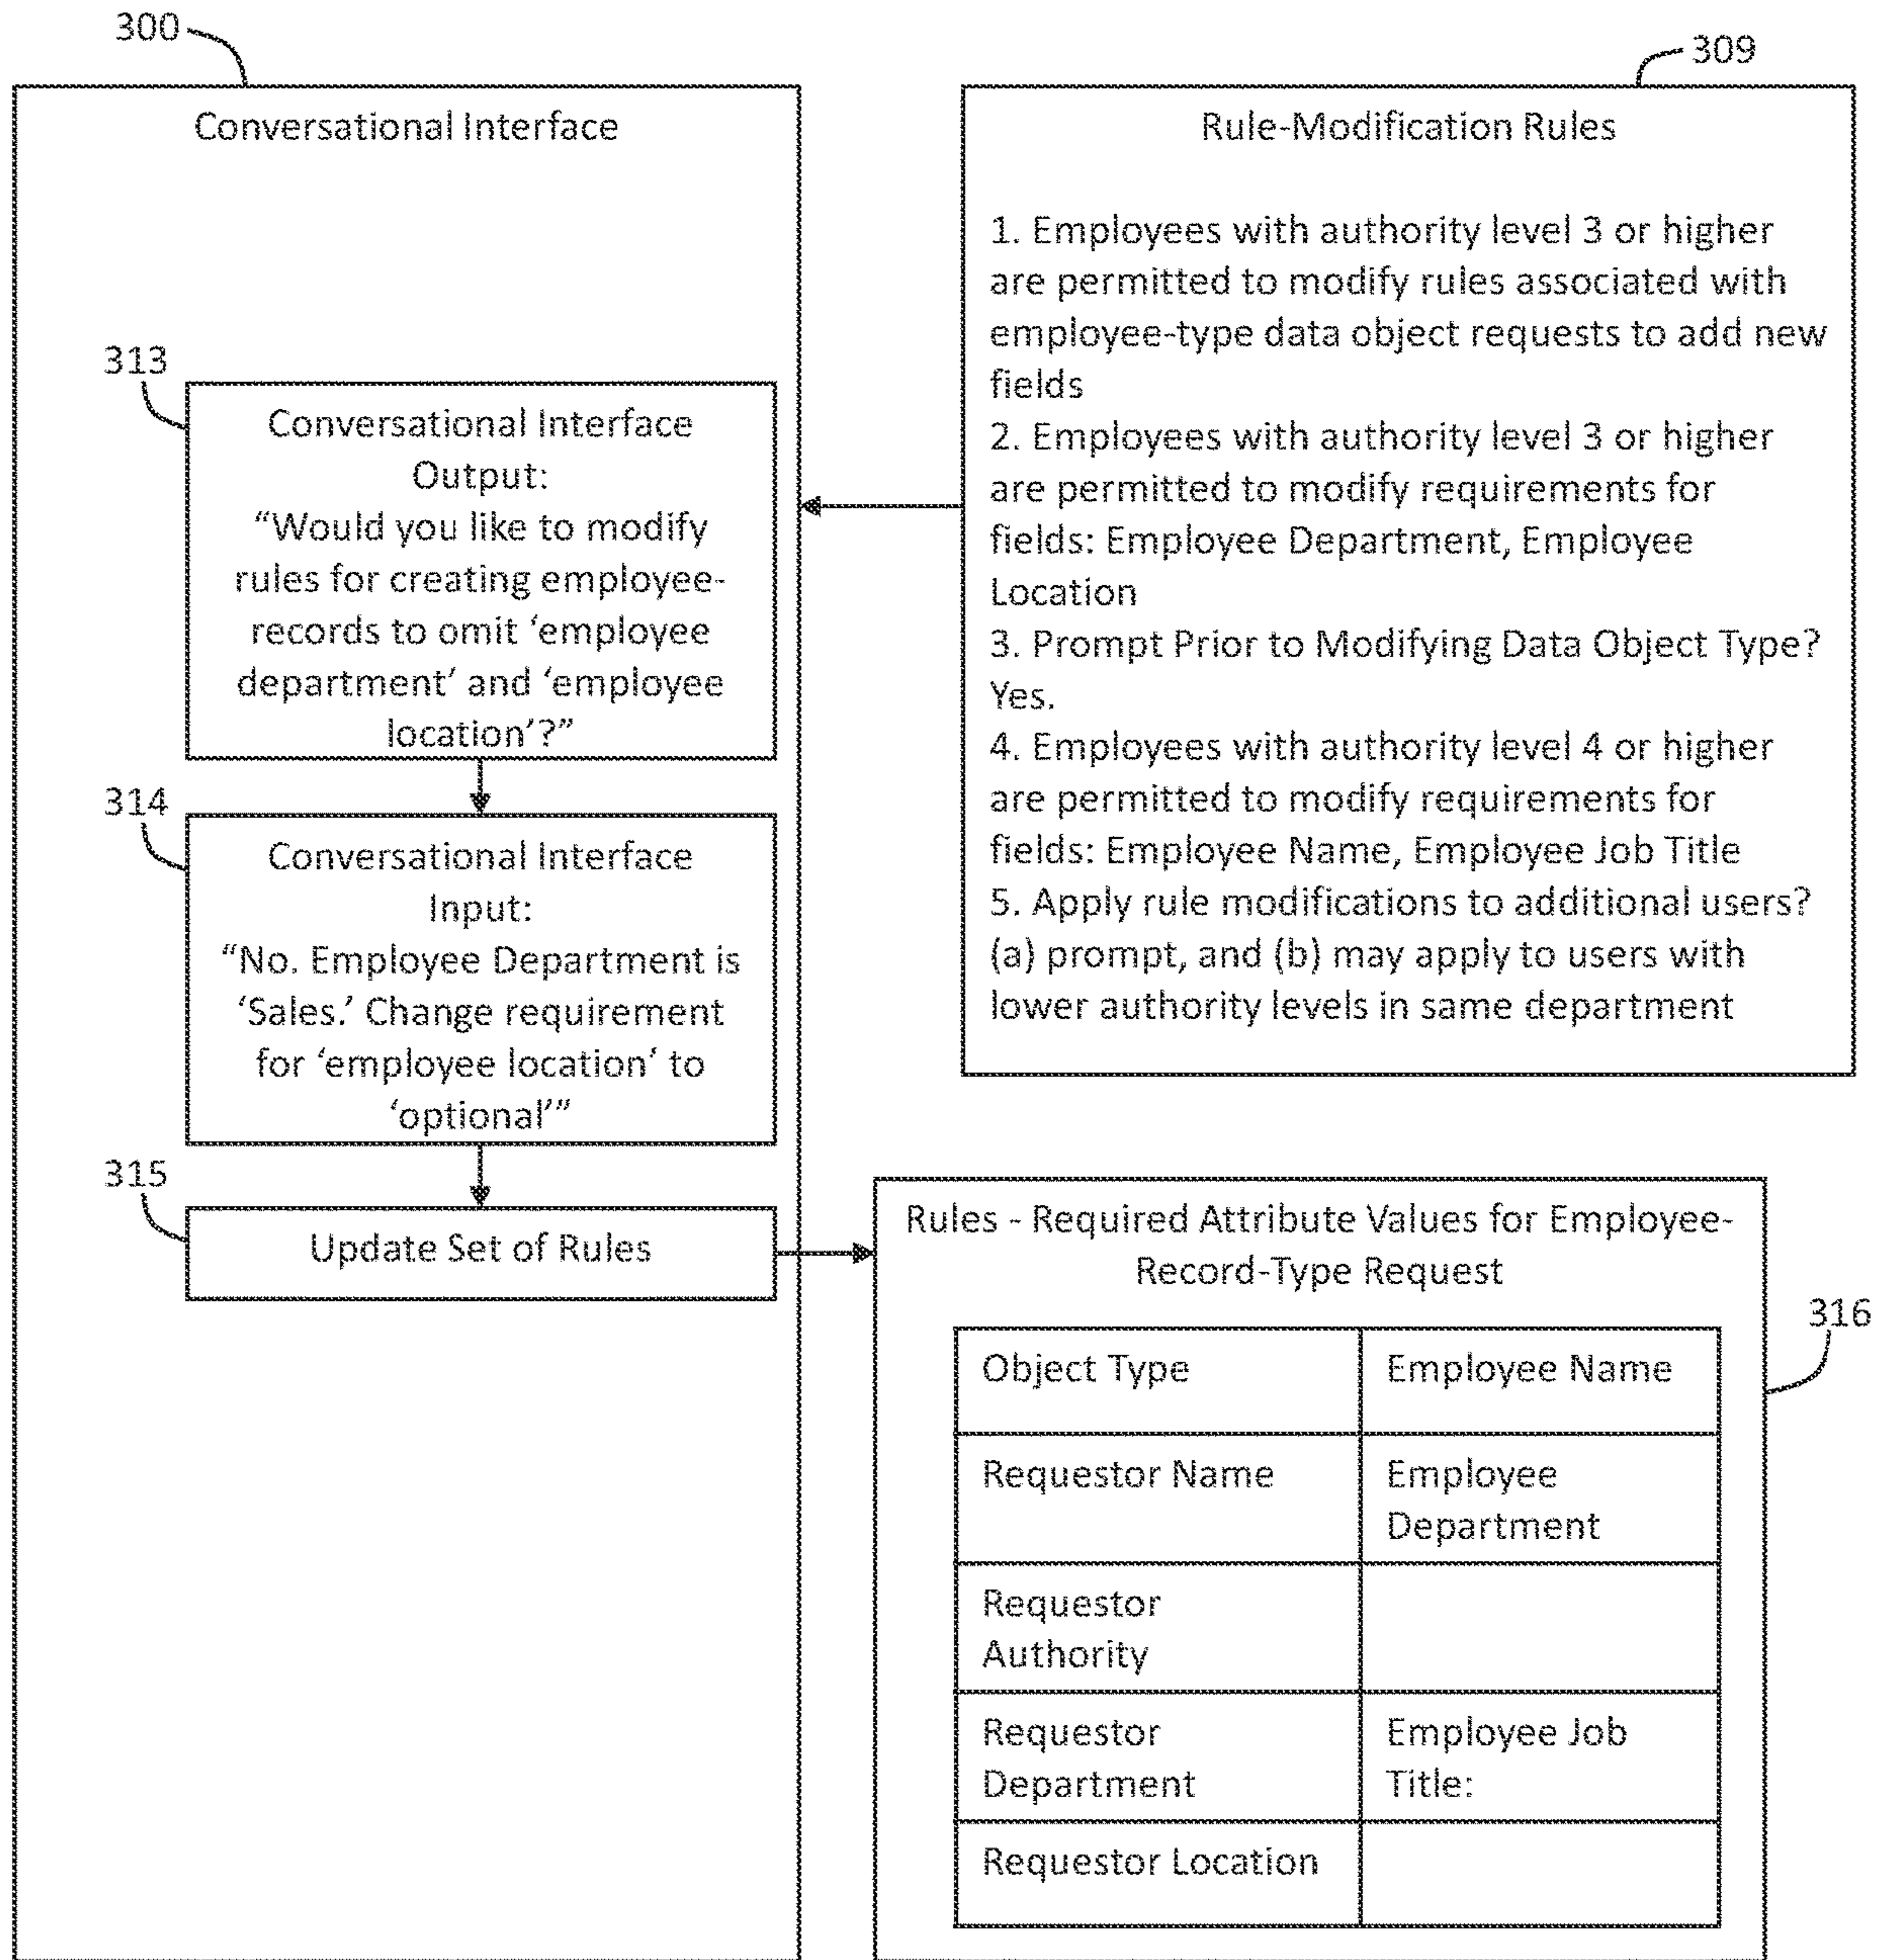 300
Conversational Interface
313
Conversational Interface
Output:
“Would you like to modify
rules for creating employee-
records to omit ‘employee
department’ and ‘employee
location’?”
314
Conversational Interface
Input:
“No. Employee Department is
‘Sales.’ Change requirement
for ‘employee location’ to
‘optional’”
315
Update Set of Rules
309
Rule-Modification Rules
1. Employees with authority level 3 or higher
are permitted to modify rules associated with
employee-type data object requests to add new
fields
2. Employees with authority level 3 or higher
are permitted to modify requirements for
fields: Employee Department, Employee
Location
3. Prompt Prior to Modifying Data Object Type?
Yes.
4. Employees with authority level 4 or higher
are permitted to modify requirements for
fields: Employee Name, Employee Job Title
5. Apply rule modifications to additional users?
(a) prompt, and (b) may apply to users with
lower authority levels in same department
Rules - Required Attribute Values for Employee-
Record-Type Request
316
Object Type
Employee Name
Requestor Name
Employee
Department
Requestor
Authority
Requestor
Department
Employee Job
Title:
Requestor Location